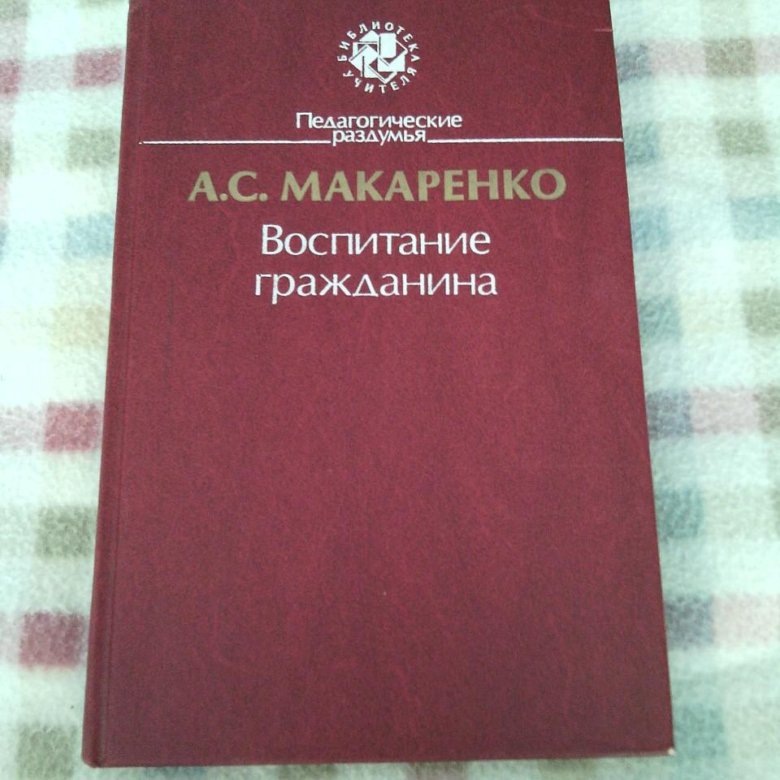 БИБЛИОТЕКА
УЧИТЕЛЯ
Педагогические
раздумья
А.С. МАКАРЕНКО
Воспитание
гражданина